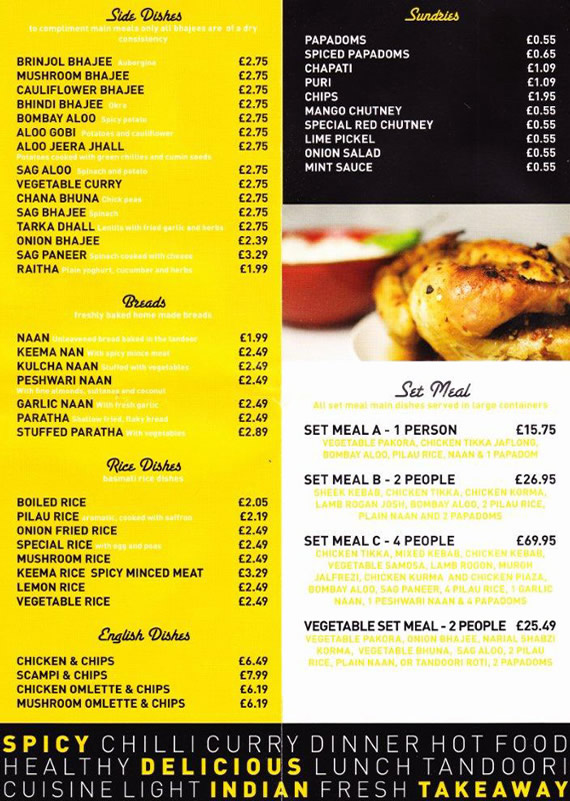 Side Dishes
to compliment main meals only all bhajees are of a dry
consistency
BRINJOL BHAJEE Aubergine £2.75
MUSHROOM BHAJEE £2.75
CAULIFLOWER BHAJEE £2.75
BHINDI BHAJEE Okra £2.75
BOMBAY ALOO Spicy potato £2.75
ALOO GOBI Potatoes and cauliflower £2.75
ALOO JEERA JHALL £2.75
Potatoes cooked with green chillies and cumin seeds
SAG ALOO Spinach and potato £2.75
VEGETABLE CURRY £2.75
CHANA BHUNA Chick peas £2.75
SAG BHAJEE Spinach £2.75
TARKA DHALL Lentils with fried garlic and herbs £2.75
ONION BHAJEE £2.39
SAG PANEER Spinach cooked with cheese £3.29
RAITHA Plain yoghurt, cucumber and herbs £1.99
Breads
freshly baked home made breads
NAAN Unleavened bread baked in the tandoor £1.99
KEEMA NAN With spicy mince meat £2.49
KULCHA NAAN Stuffed with vegetables £2.49
PESHWARI NAAN £2.49
With fine almonds, sultanas and coconut
GARLIC NAAN With fresh garlic £2.49
PARATHA Shallow fried, flaky bread £2.49
STUFFED PARATHA With vegetables £2.89
Rice Dishes
basmati rice dishes
BOILED RICE £2.05
PILAU RICE aromatic, cooked with saffron £2.19
ONION FRIED RICE £2.49
SPECIAL RICE with egg and peas £2.49
MUSHROOM RICE £2.49
KEEMA RICE SPICY MINCED MEAT £3.29
LEMON RICE £2.49
VEGETABLE RICE £2.49
English Dishes
CHICKEN & CHIPS £6.49
SCAMPI & CHIPS £7.99
CHICKEN OMLETTE & CHIPS £6.19
MUSHROOM OMLETTE & CHIPS £6.19
Sundries
PAPADOMS £0.55
SPICED PAPADOMS £0.65
CHAPATI £1.09
PURI £1.09
CHIPS £1.95
MANGO CHUTNEY £0.55
SPECIAL RED CHUTNEY £0.55
LIME PICKEL £0.55
ONION SALAD £0.55
MINT SAUCE £0.55
Set Meal
All set meal main dishes served in large containers
SET MEAL A - 1 PERSON £15.75
VEGETABLE PAKORA, CHICKEN TIKKA JAFLONG,
BOMBAY ALOO, PILAU RICE, NAAN & 1 PAPADOM
SET MEAL B - 2 PEOPLE £26.95
SHEEK KEBAB, CHICKEN TIKKA, CHICKEN KORMA,
LAMB ROGAN JOSH, BOMBAY ALOO, 2 PILAU RICE,
PLAIN NAAN AND 2 PAPADOMS
SET MEAL C - 4 PEOPLE £69.95
CHICKEN TIKKA, MIXED KEBAB, CHICKEN KEBAB,
VEGETABLE SAMOSA, LAMB ROGON, MURGH
JALFREZI, CHICKEN KURMA AND CHICKEN PIAZA,
BOMBAY ALOO, SAG PANEER, 4 PILAU RICE, 1 GARLIC
NAAN, 1 PESHWARI NAAN & 4 PAPADOMS
VEGETABLE SET MEAL - 2 PEOPLE £25.49
VEGETABLE PAKORA, ONION BHAJEE, NARIAL SHABZI
KORMA, VEGETABLE BHUNA, SAG ALOO, 2 PILAU
RICE, PLAIN NAAN, OR TANDOORI ROTI, 2 PAPADOMS
SPICY CHILLI CURRY DINNER HOT FOOD
HEALTHY DELICIOUS LUNCH TANDOORI
CUISINE LIGHT INDIAN FRESH TAKEAWAY